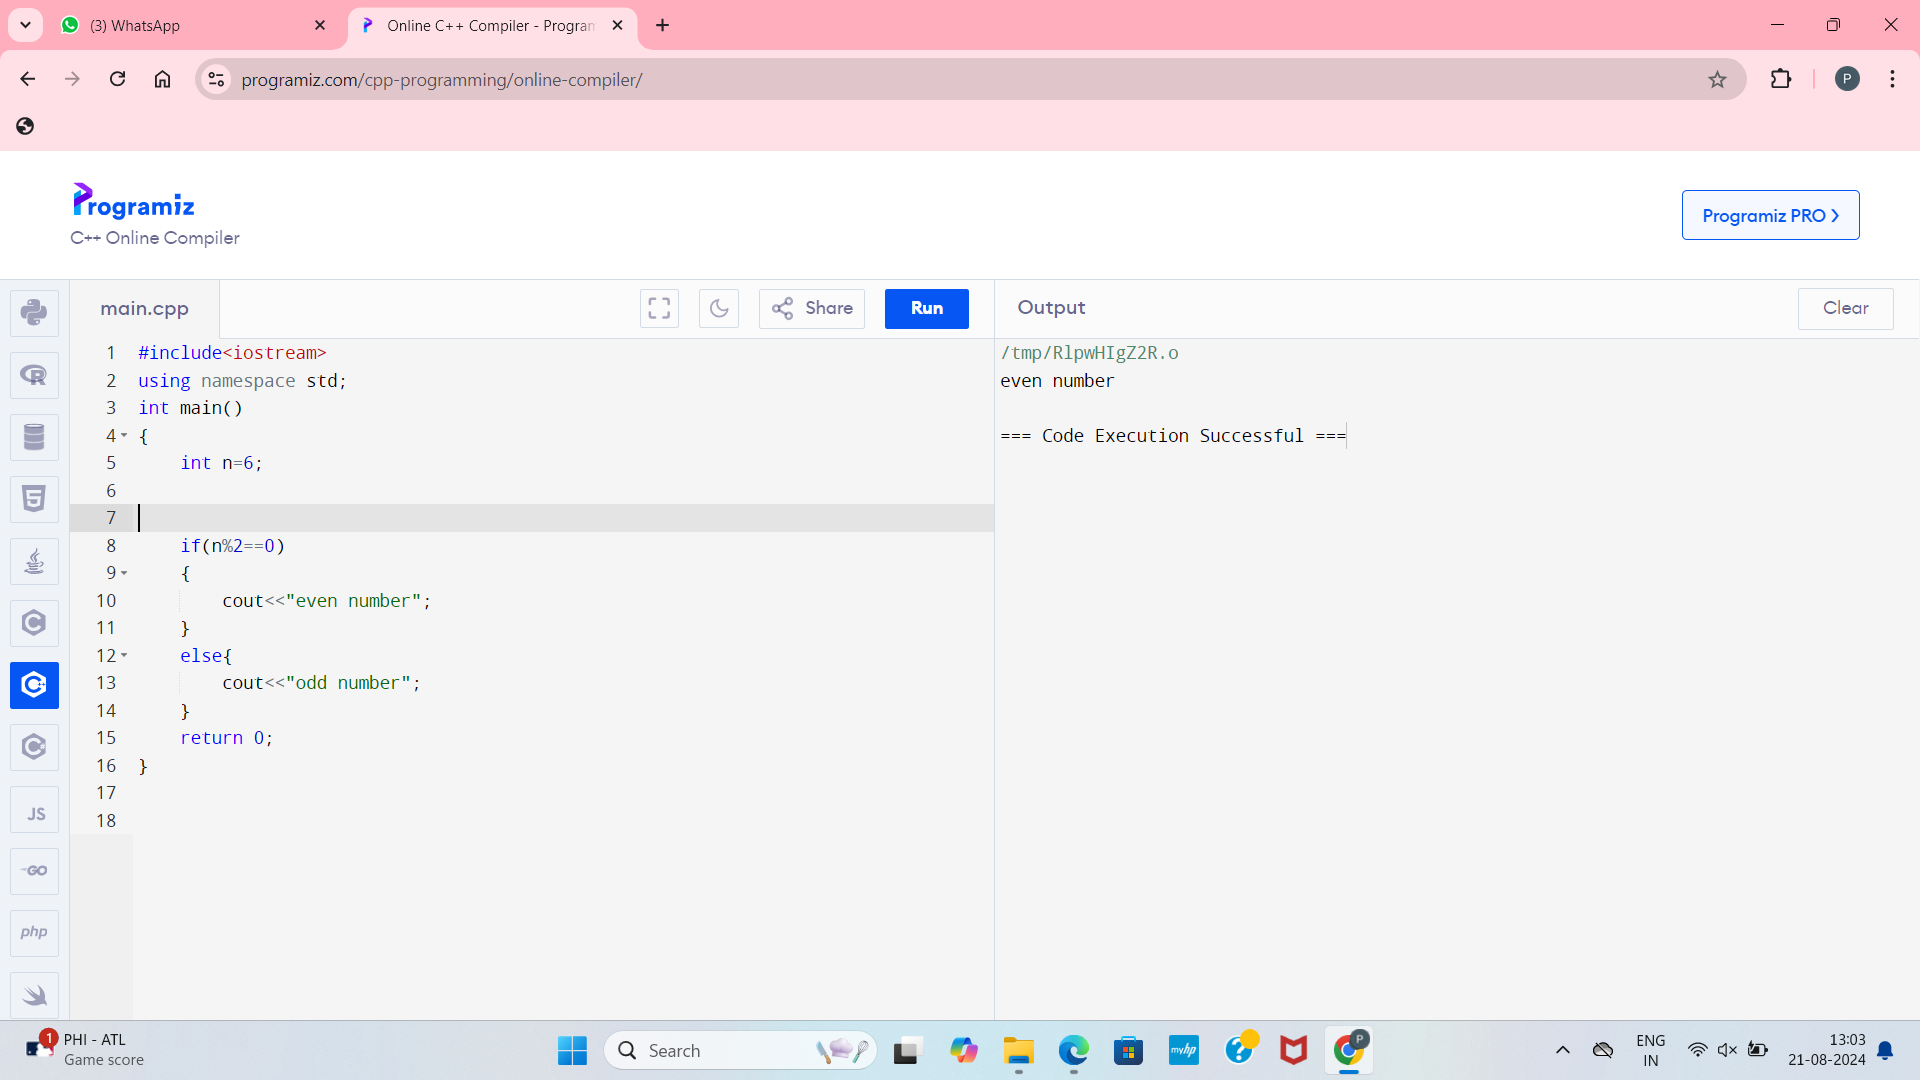 (3) WhatsApp
Online C++ Compiler - Program
programiz.com/cpp-programming/online-compiler/
P
Programiz
C++ Online Compiler
Programiz PRO
main.cpp
Share
Run
Output
Clear
1 #include<iostream>
2 using namespace std;
3 int main()
4 {
5 int n=6;
6
7
8 if(n%2==0)
9 {
10 cout<<"even number";
11 }
12 else{
13 cout<<"odd number";
14 }
15 return 0;
16 }
17
18
/tmp/RlpwHIgZ2R.o
even number
=== Code Execution Successful ===
JS
GO
php
1
PHI - ATL
Game score
Search
myhp
P
ENG
IN
13:03
21-08-2024